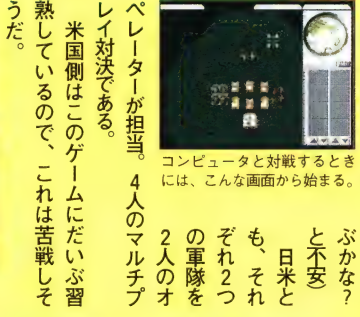 コンピュータと対戦するとき
には、こんな画面から始まる。
ぶかな?
と不安)
日米と
も、それ
ぞれ2つ
の軍隊を
2人のオ
ペレーターが担当。4人のマルチプ
レイ対決である。
米国側はこのゲームにだいぶ習
熟しているので、これは苦戦しそ
うだ。